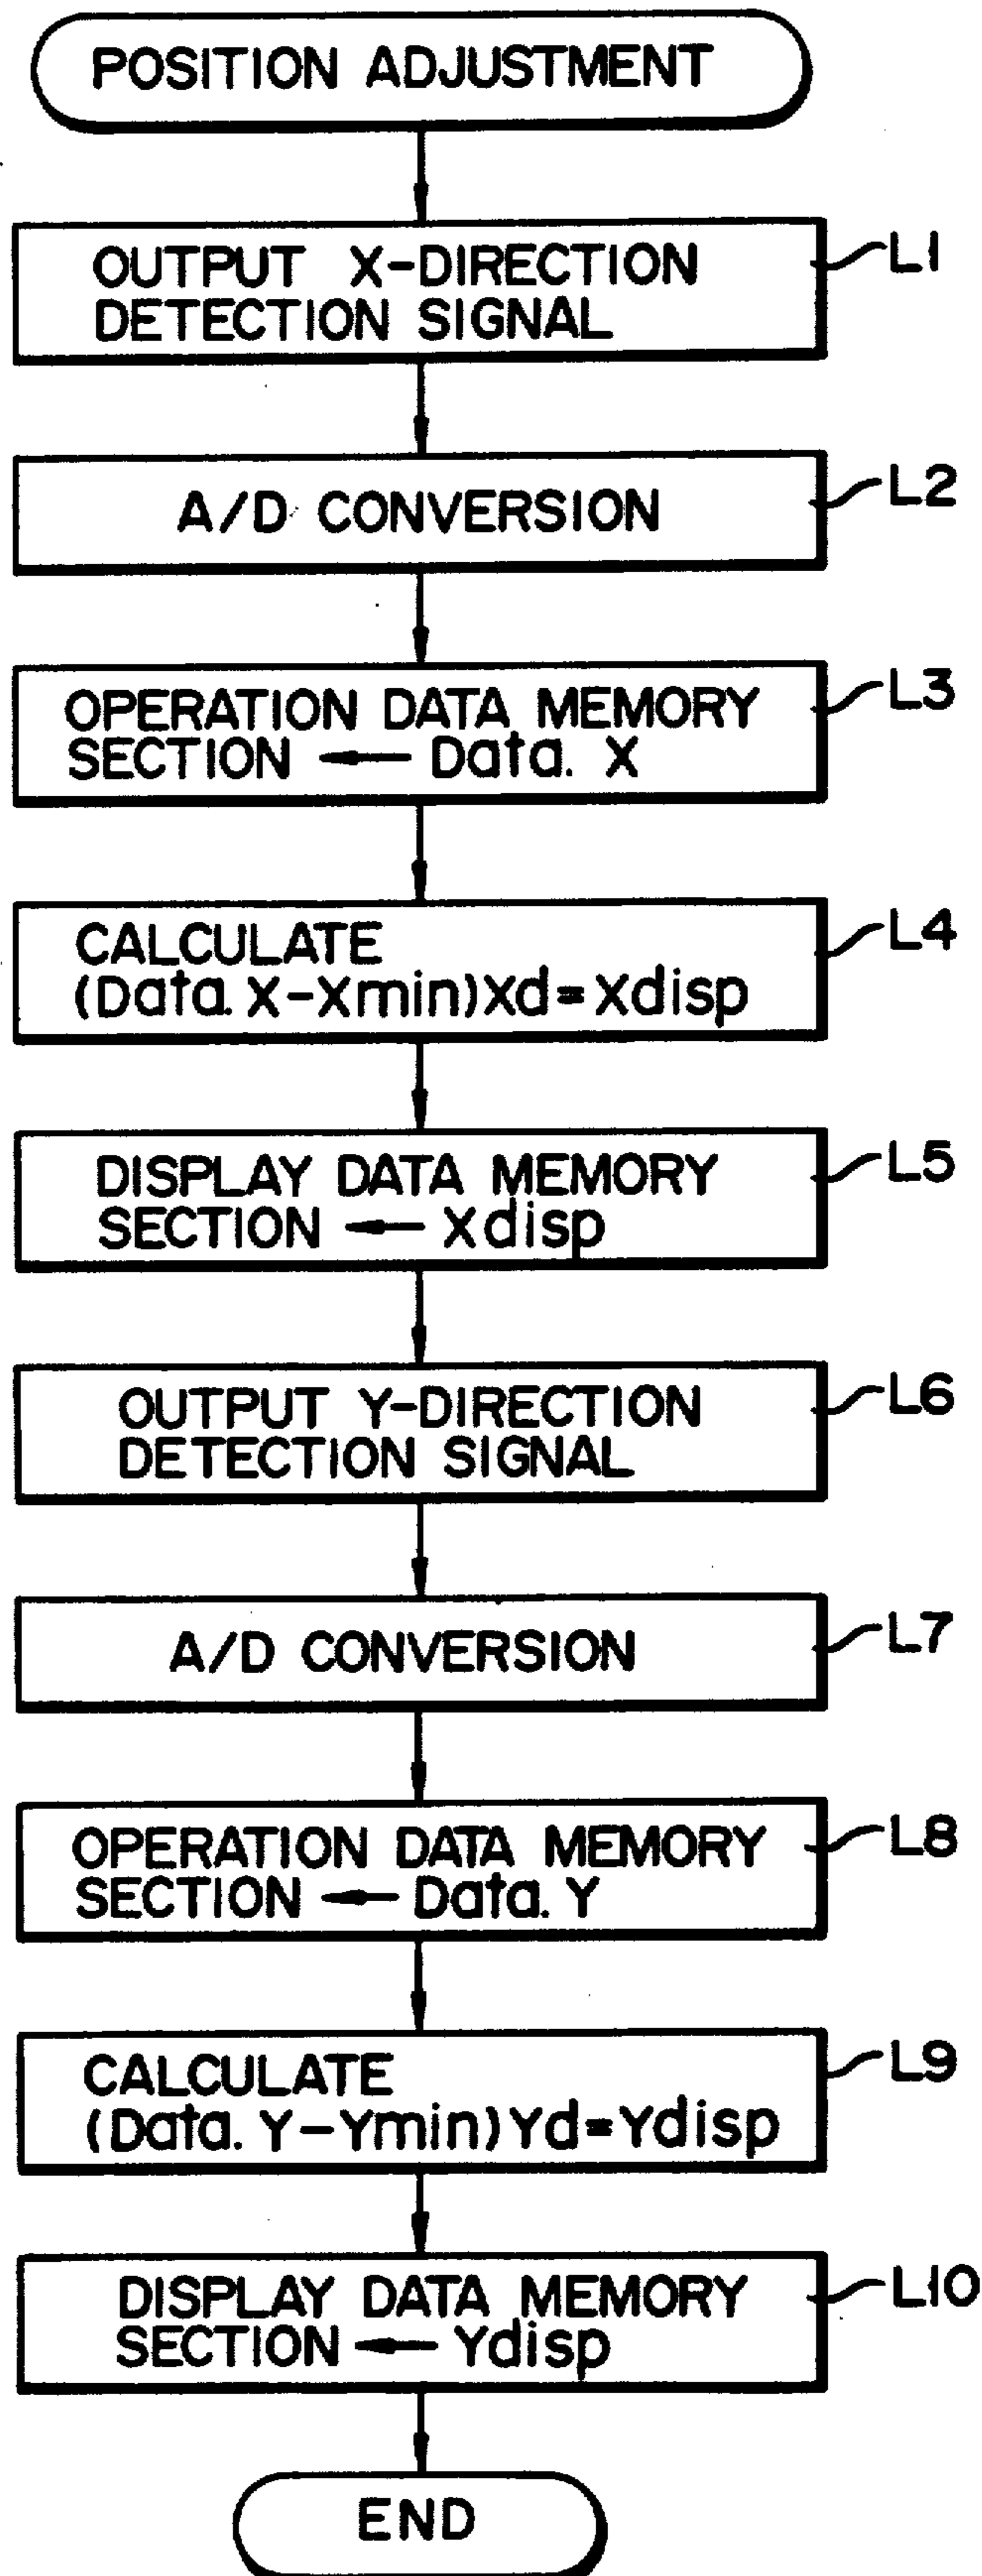 POSITION ADJUSTMENT
OUTPUT X-DIRECTION
DETECTION SIGNAL
L1
A/D CONVERSION
L2
OPERATION DATA MEMORY
SECTION ← Data. X
L3
CALCULATE
(Data. X-Xmin)Xd=Xdisp
L4
DISPLAY DATA MEMORY
SECTION ← Xdisp
L5
OUTPUT Y-DIRECTION
DETECTION SIGNAL
L6
A/D CONVERSION
L7
OPERATION DATA MEMORY
SECTION ← Data. Y
L8
CALCULATE
(Data. Y-Ymin)Yd=Ydisp
L9
DISPLAY DATA MEMORY
SECTION ← Ydisp
L10
END